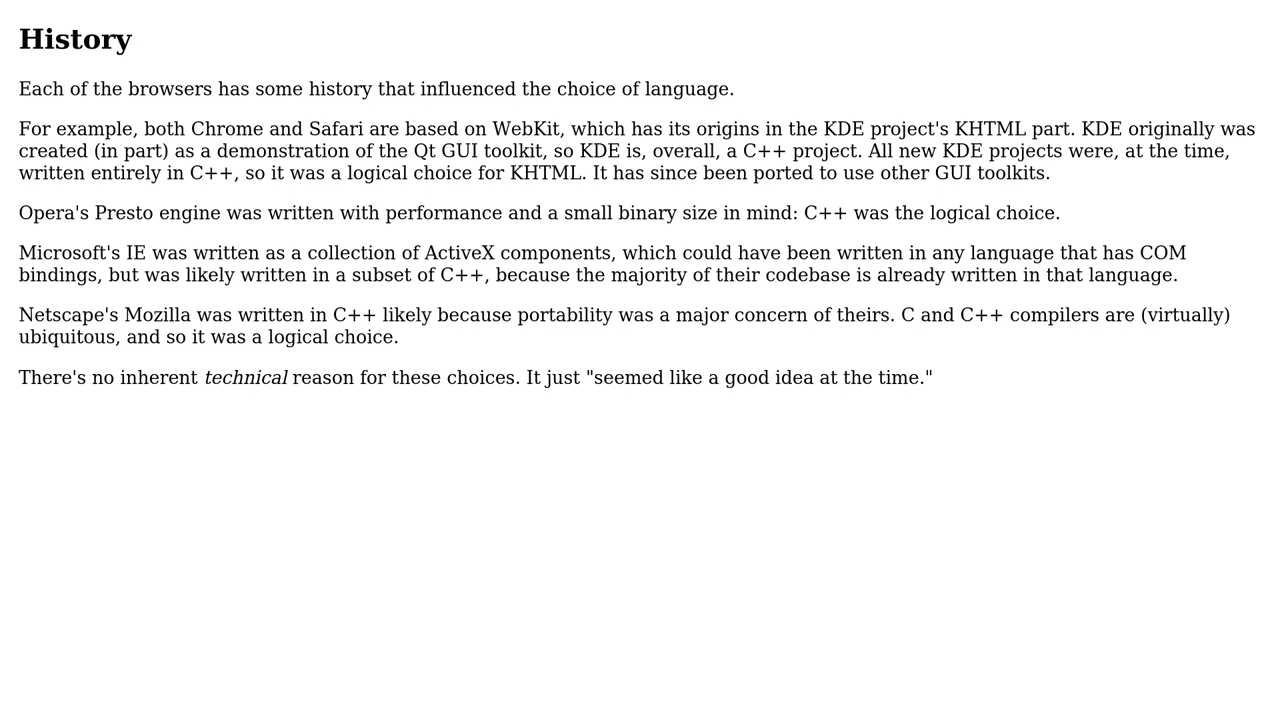 History
Each of the browsers has some history that influenced the choice of language.
For example, both Chrome and Safari are based on WebKit, which has its origins in the KDE project's KHTML part. KDE originally was
created (in part) as a demonstration of the Qt GUI toolkit, so KDE is, overall, a C++ project. All new KDE projects were, at the time,
written entirely in C++, so it was a logical choice for KHTML. It has since been ported to use other GUI toolkits.
Opera's Presto engine was written with performance and a small binary size in mind: C++ was the logical choice.
Microsoft's IE was written as a collection of ActiveX components, which could have been written in any language that has COM
bindings, but was likely written in a subset of C++, because the majority of their codebase is already written in that language.
Netscape's Mozilla was written in C++ likely because portability was a major concern of theirs. C and C++ compilers are (virtually)
ubiquitous, and so it was a logical choice.
There's no inherent technical reason for these choices. It just "seemed like a good idea at the time."